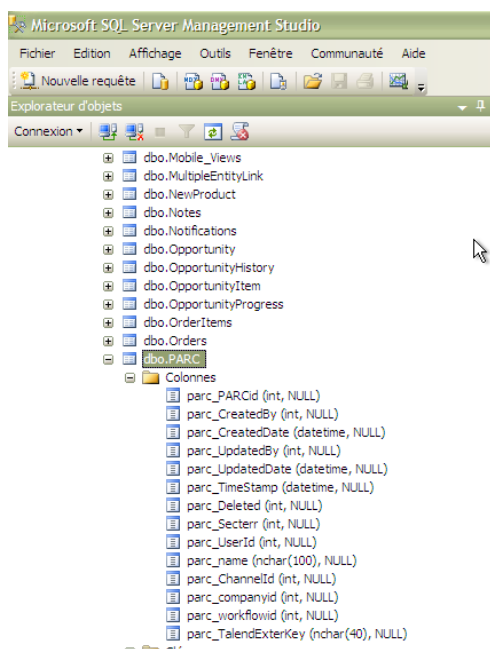 Microsoft SQL Server Management Studio
Fichier Edition Affichage Outils Fenêtre Communauté Aide
Nouvelle requête
Explorateur d'objets
Connexion
dbo.Mobile_Views
dbo.MultipleEntityLink
dbo.NewProduct
dbo.Notes
dbo.Notifications
dbo.Opportunity
dbo.OpportunityHistory
dbo.OpportunityItem
dbo.OpportunityProgress
dbo.OrderItems
dbo.Orders
dbo.PARC
Colonnes
parc_PARCid (int, NULL)
parc_CreatedBy (int, NULL)
parc_CreatedDate (datetime, NULL)
parc_UpdatedBy (int, NULL)
parc_UpdatedDate (datetime, NULL)
parc_TimeStamp (datetime, NULL)
parc_Deleted (int, NULL)
parc_Secterr (int, NULL)
parc_UserId (int, NULL)
parc_name (nchar(100), NULL)
parc_ChannelId (int, NULL)
parc_companyid (int, NULL)
parc_workflowid (int, NULL)
parc_TalendExterKey (nchar(40), NULL)